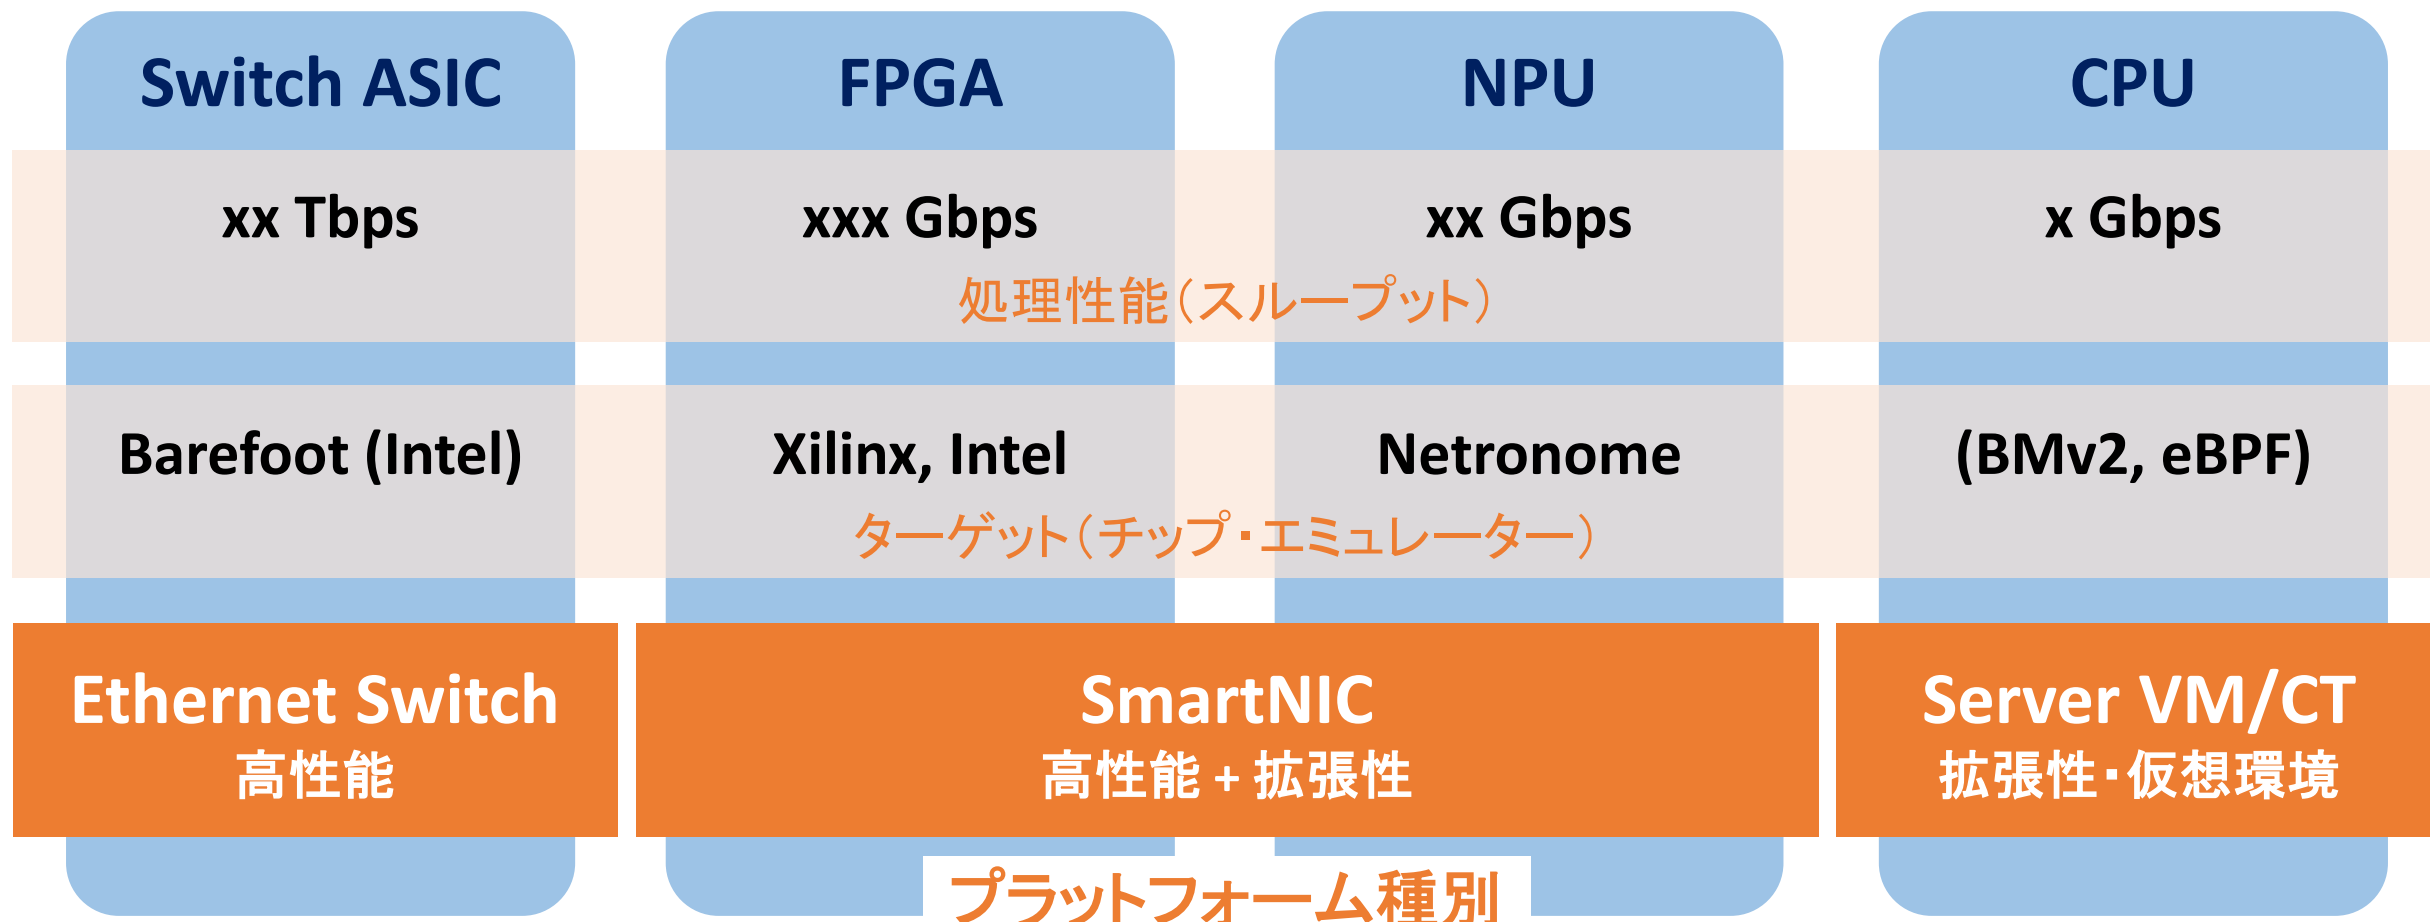 Switch ASIC
FPGA
NPU
CPU
xx Tbps
xxx Gbps
xx Gbps
x Gbps
処理性能（スループット）
Barefoot (Intel)
Xilinx, Intel
Netronome
(BMv2, eBPF)
ターゲット（チップ・エミュレーター）
Ethernet Switch
高性能
SmartNIC
高性能 + 拡張性
Server VM/CT
拡張性・仮想環境
プラットフォーム種別